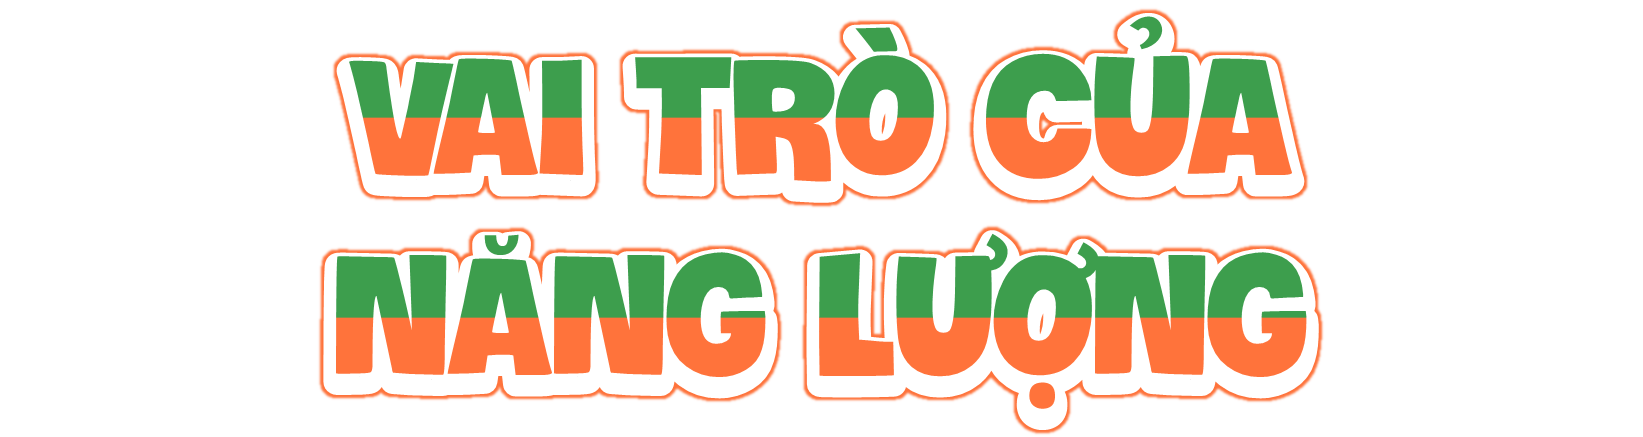 VAI TRÒ CỦA
NĂNG LƯỢNG